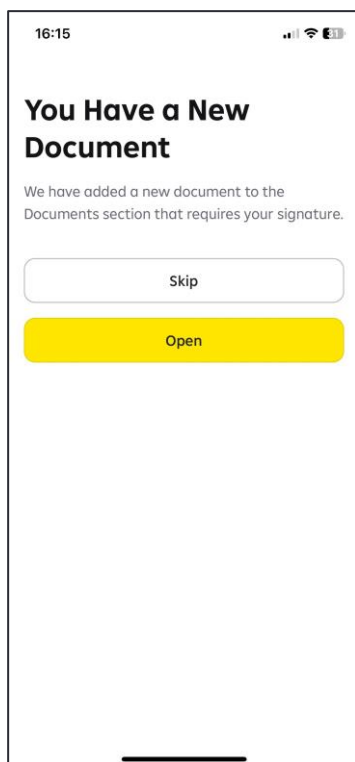 16:15
31
You Have a New
Document
We have added a new document to the
Documents section that requires your signature.
Skip
Open